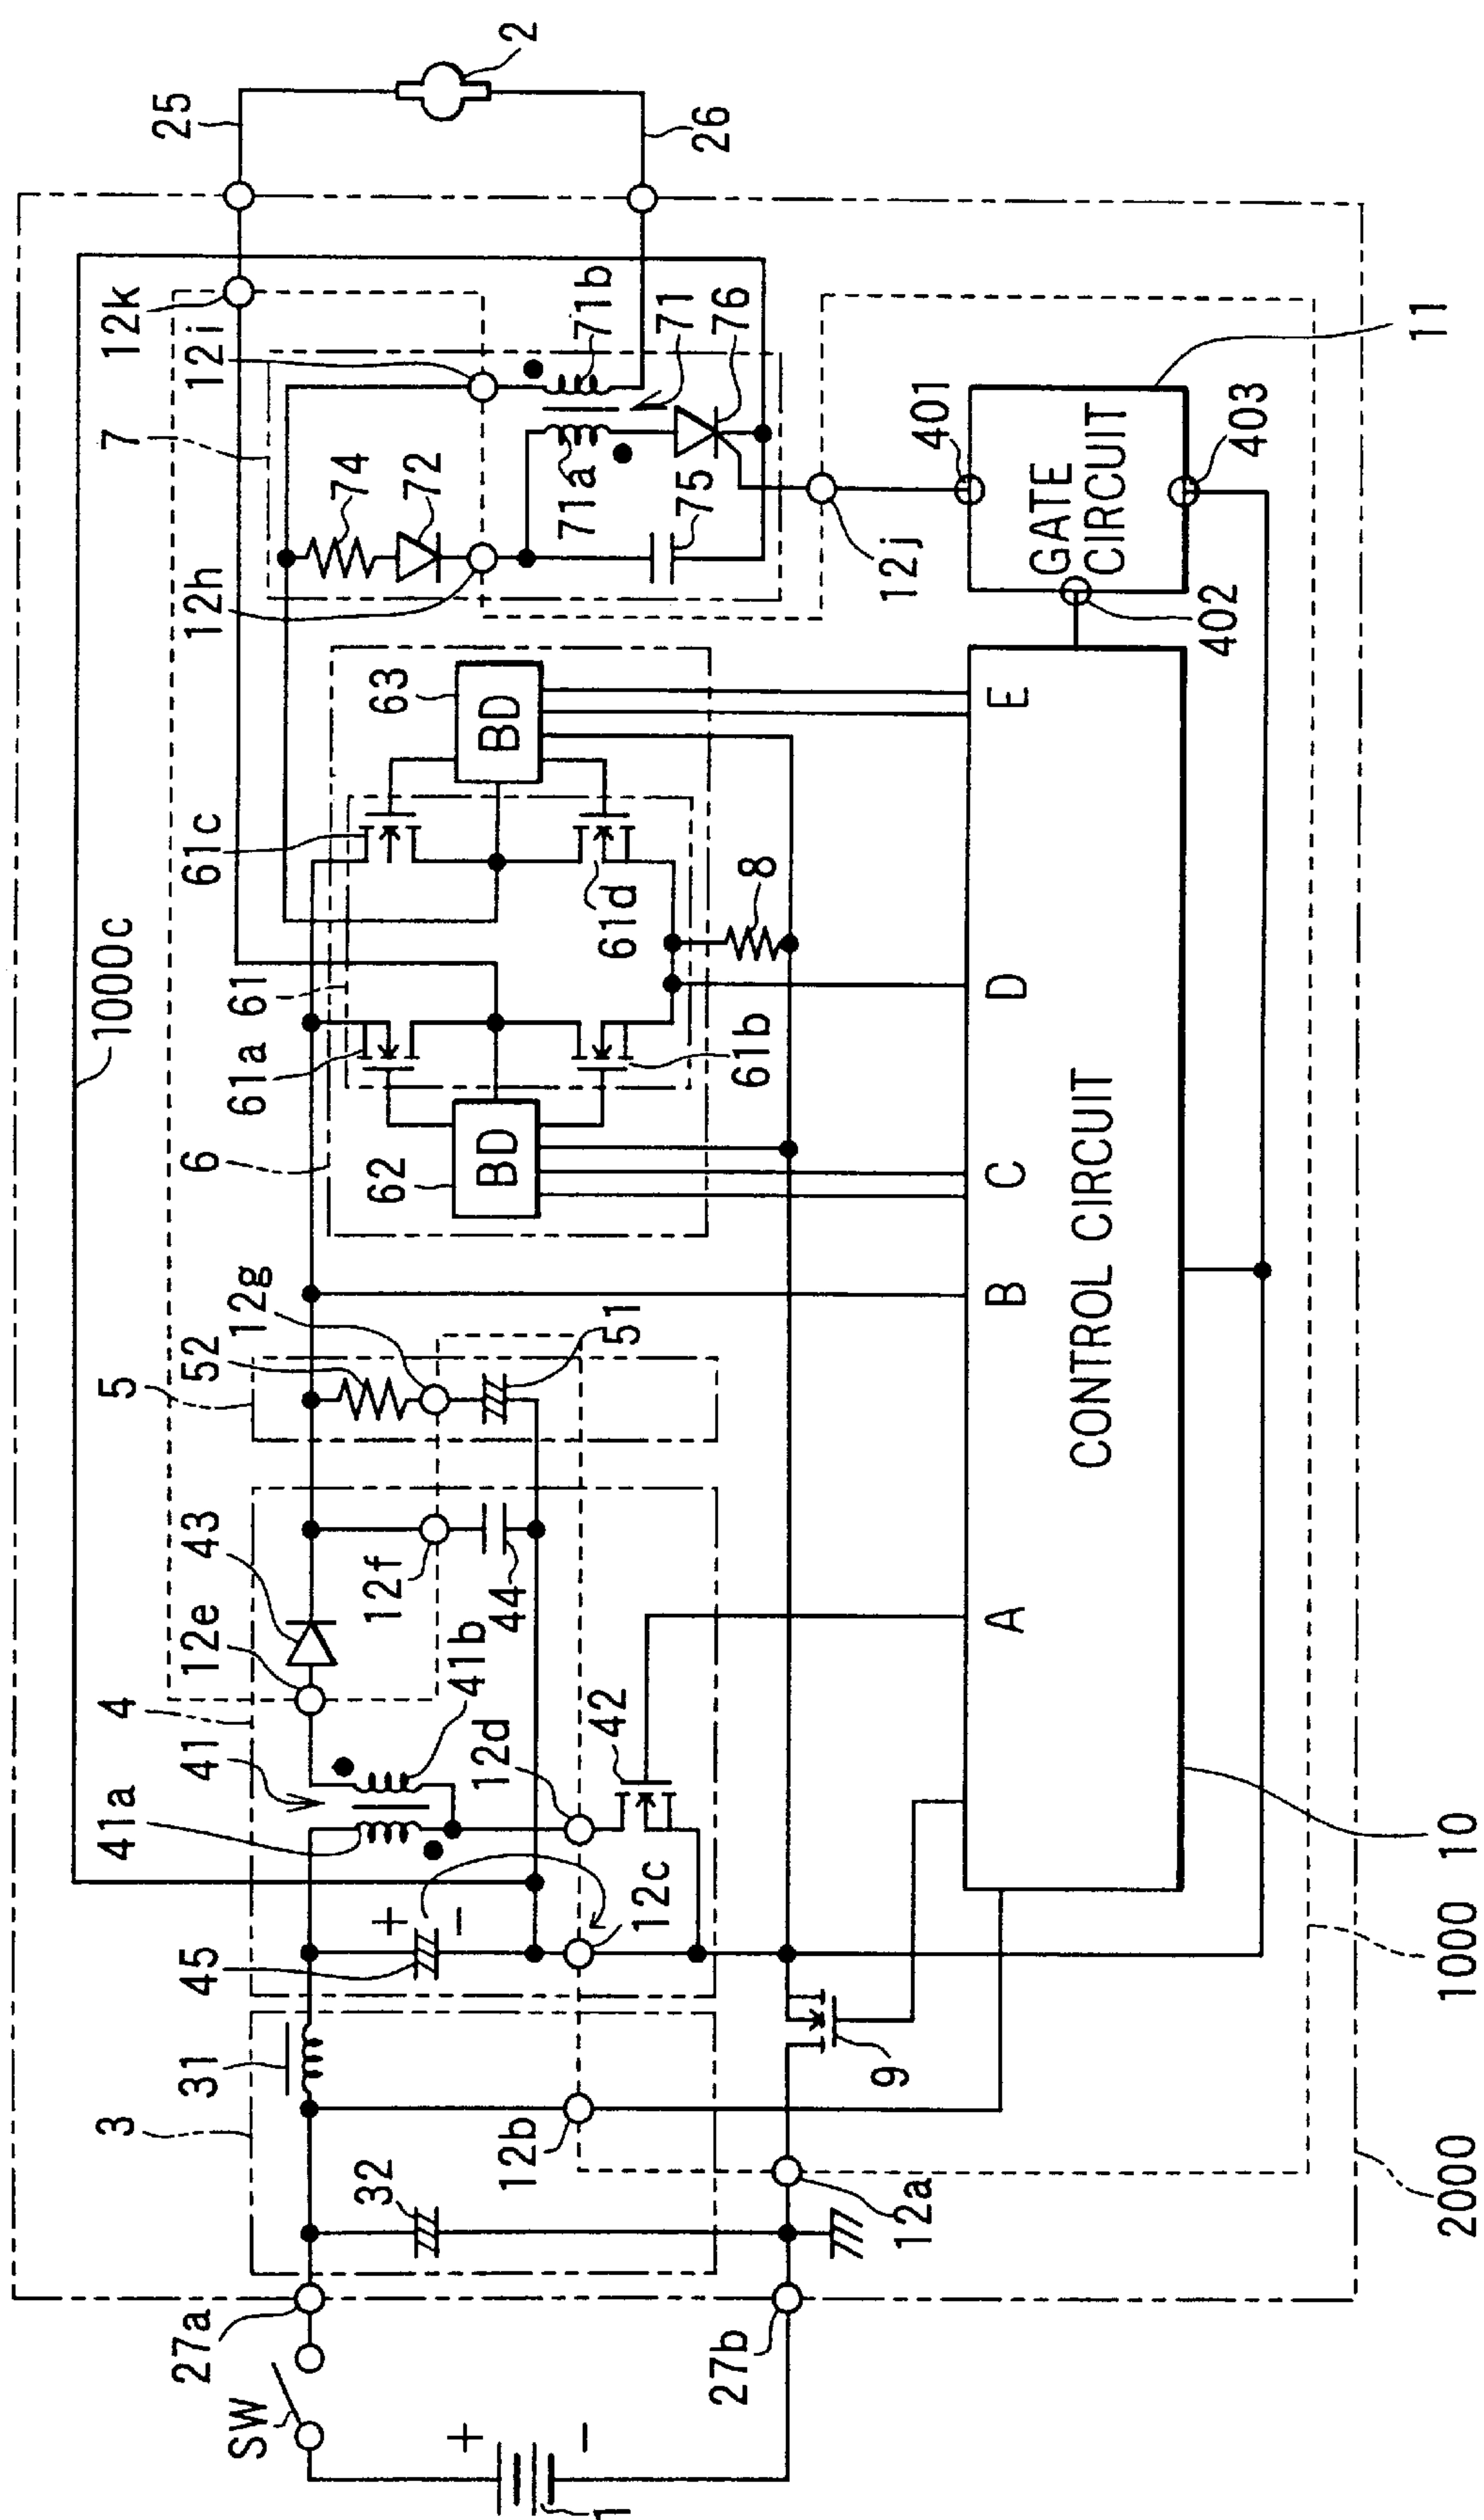 1000c
25
2
26
12k
12i
7
74
72
12h
71b
71
76
71a
75
12j
401
GATE
CIRCUIT
403
402
11
63
BD
61c
61d
61
61a
61b
6
62
BD
8
E
D
C
B
A
CONTROL CIRCUIT
5
52
12g
51
43
12e
12f
44
4
41
41a
41b
12d
42
12c
45
+
−
3
31
32
12b
9
12a
10
1000
2000
27a
27b
SW
+
−
1